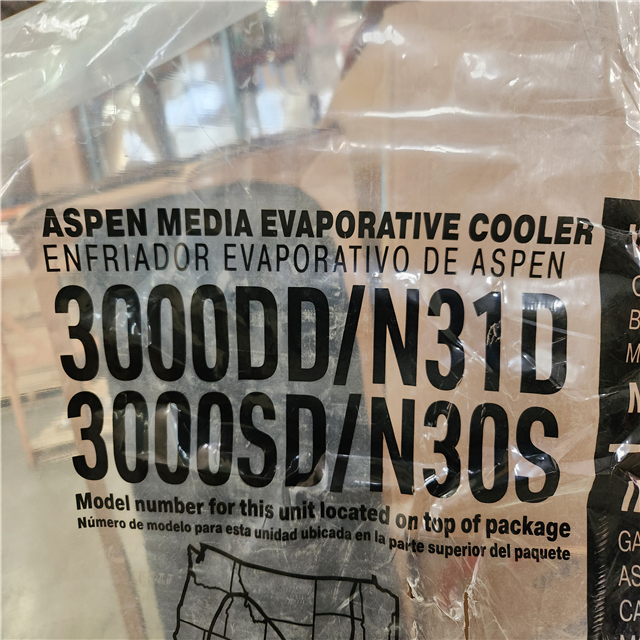 ASPEN MEDIA EVAPORATIVE COOLER
ENFRIADOR EVAPORATIVO DE ASPEN
3000DD/N31D
3000SD/N30S
Model number for this unit located on top of package
Número de modelo para esta unidad ubicada en la parte superior del paquete